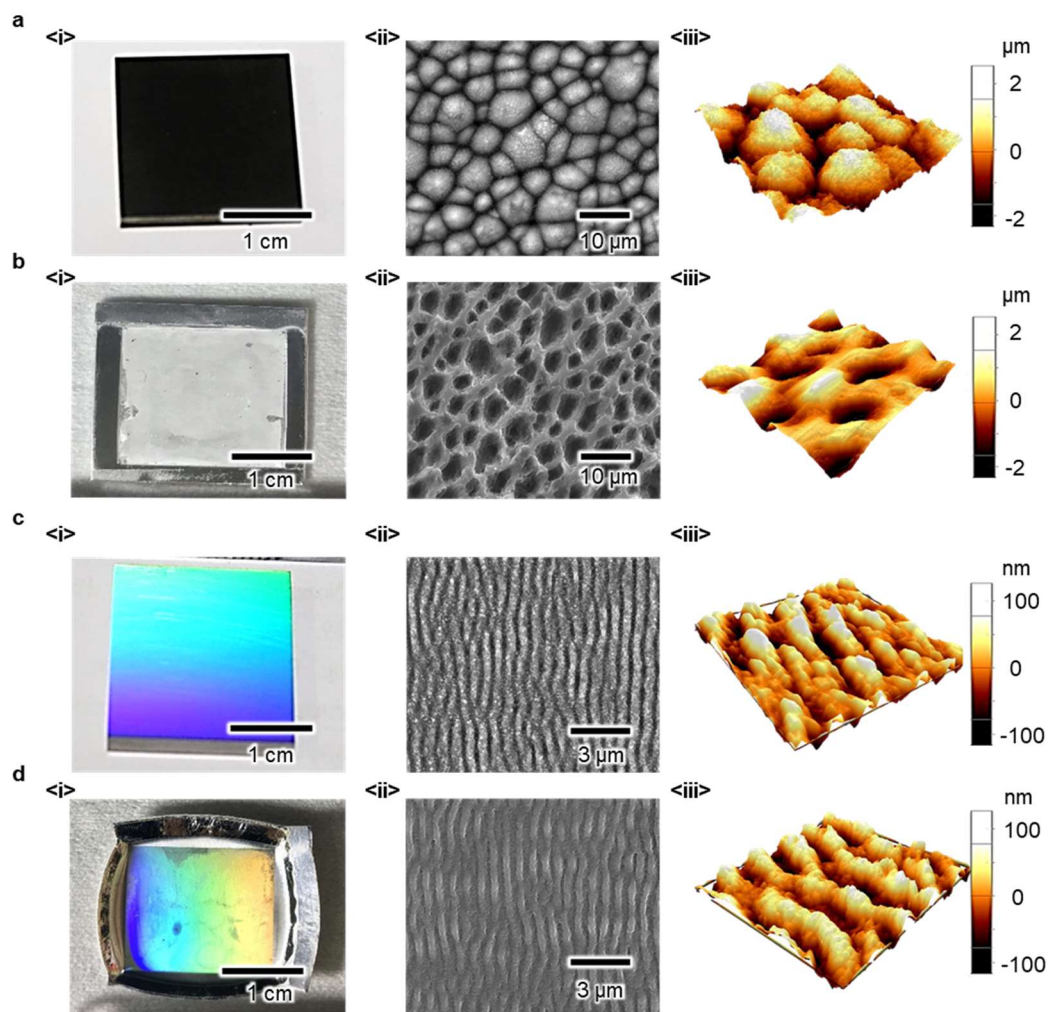 a
<i> <ii> <iii>
1 cm
10 µm
µm
2
0
-2
b
<i> <ii> <iii>
1 cm
10 µm
µm
2
0
-2
c
<i> <ii> <iii>
1 cm
3 µm
nm
100
0
-100
d
<i> <ii> <iii>
1 cm
3 µm
nm
100
0
-100